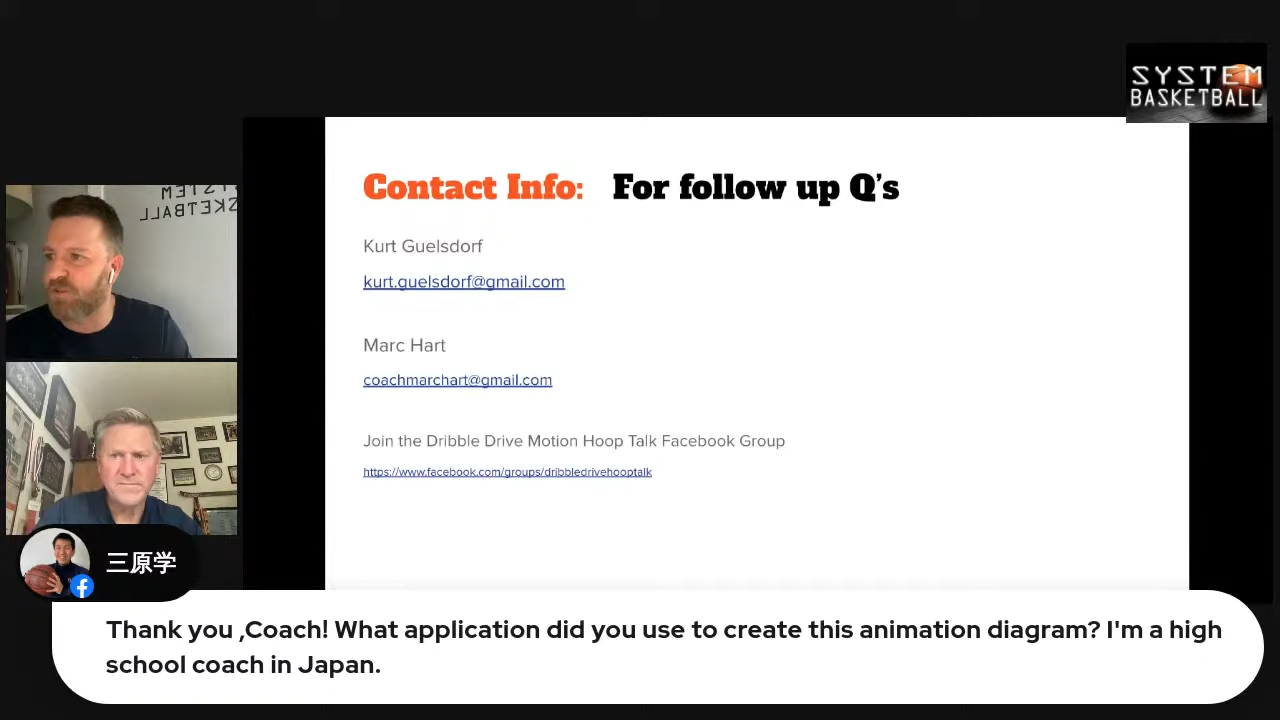 SYSTEM
BASKETBALL
Contact Info: For follow up Q's
Kurt Guelsdorf
kurt.guelsdorf@gmail.com
Marc Hart
coachmarchart@gmail.com
Join the Dribble Drive Motion Hoop Talk Facebook Group
https://www.facebook.com/groups/dribbledrivehooptalk
SYSTEM
BASKETBALL
三原学
Thank you ,Coach! What application did you use to create this animation diagram? I'm a high
school coach in Japan.